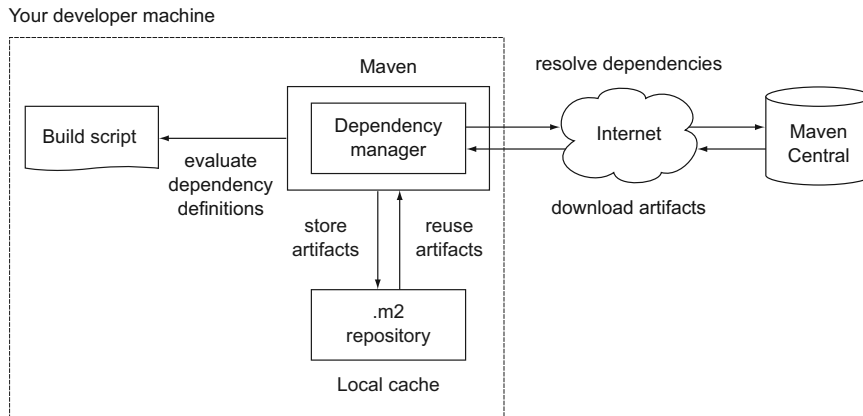 Your developer machine
Maven
resolve dependencies
Build script
Dependency
manager
Internet
Maven
Central
evaluate
dependency
definitions
download artifacts
store
artifacts
reuse
artifacts
.m2
repository
Local cache